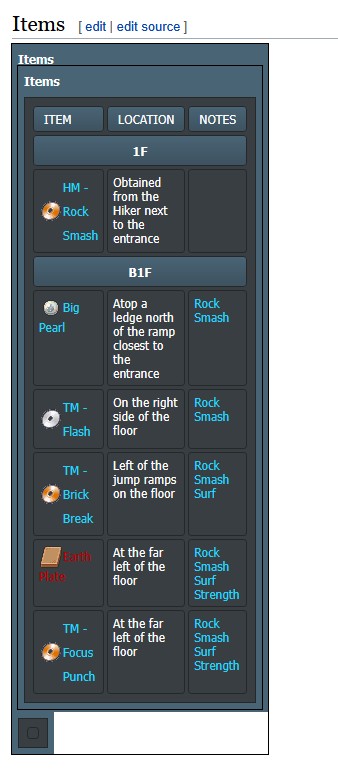 Items [ edit | edit source ]
Items
Items
ITEM LOCATION NOTES
1F
HM -
Rock
Smash
Obtained
from the
Hiker next
to the
entrance
B1F
Big
Pearl
Atop a
ledge north
of the ramp
closest to
the
entrance
Rock
Smash
TM -
Flash
On the right
side of the
floor
Rock
Smash
TM -
Brick
Break
Left of the
jump ramps
on the floor
Rock
Smash
Surf
Earth
Plate
At the far
left of the
floor
Rock
Smash
Surf
Strength
TM -
Focus
Punch
At the far
left of the
floor
Rock
Smash
Surf
Strength